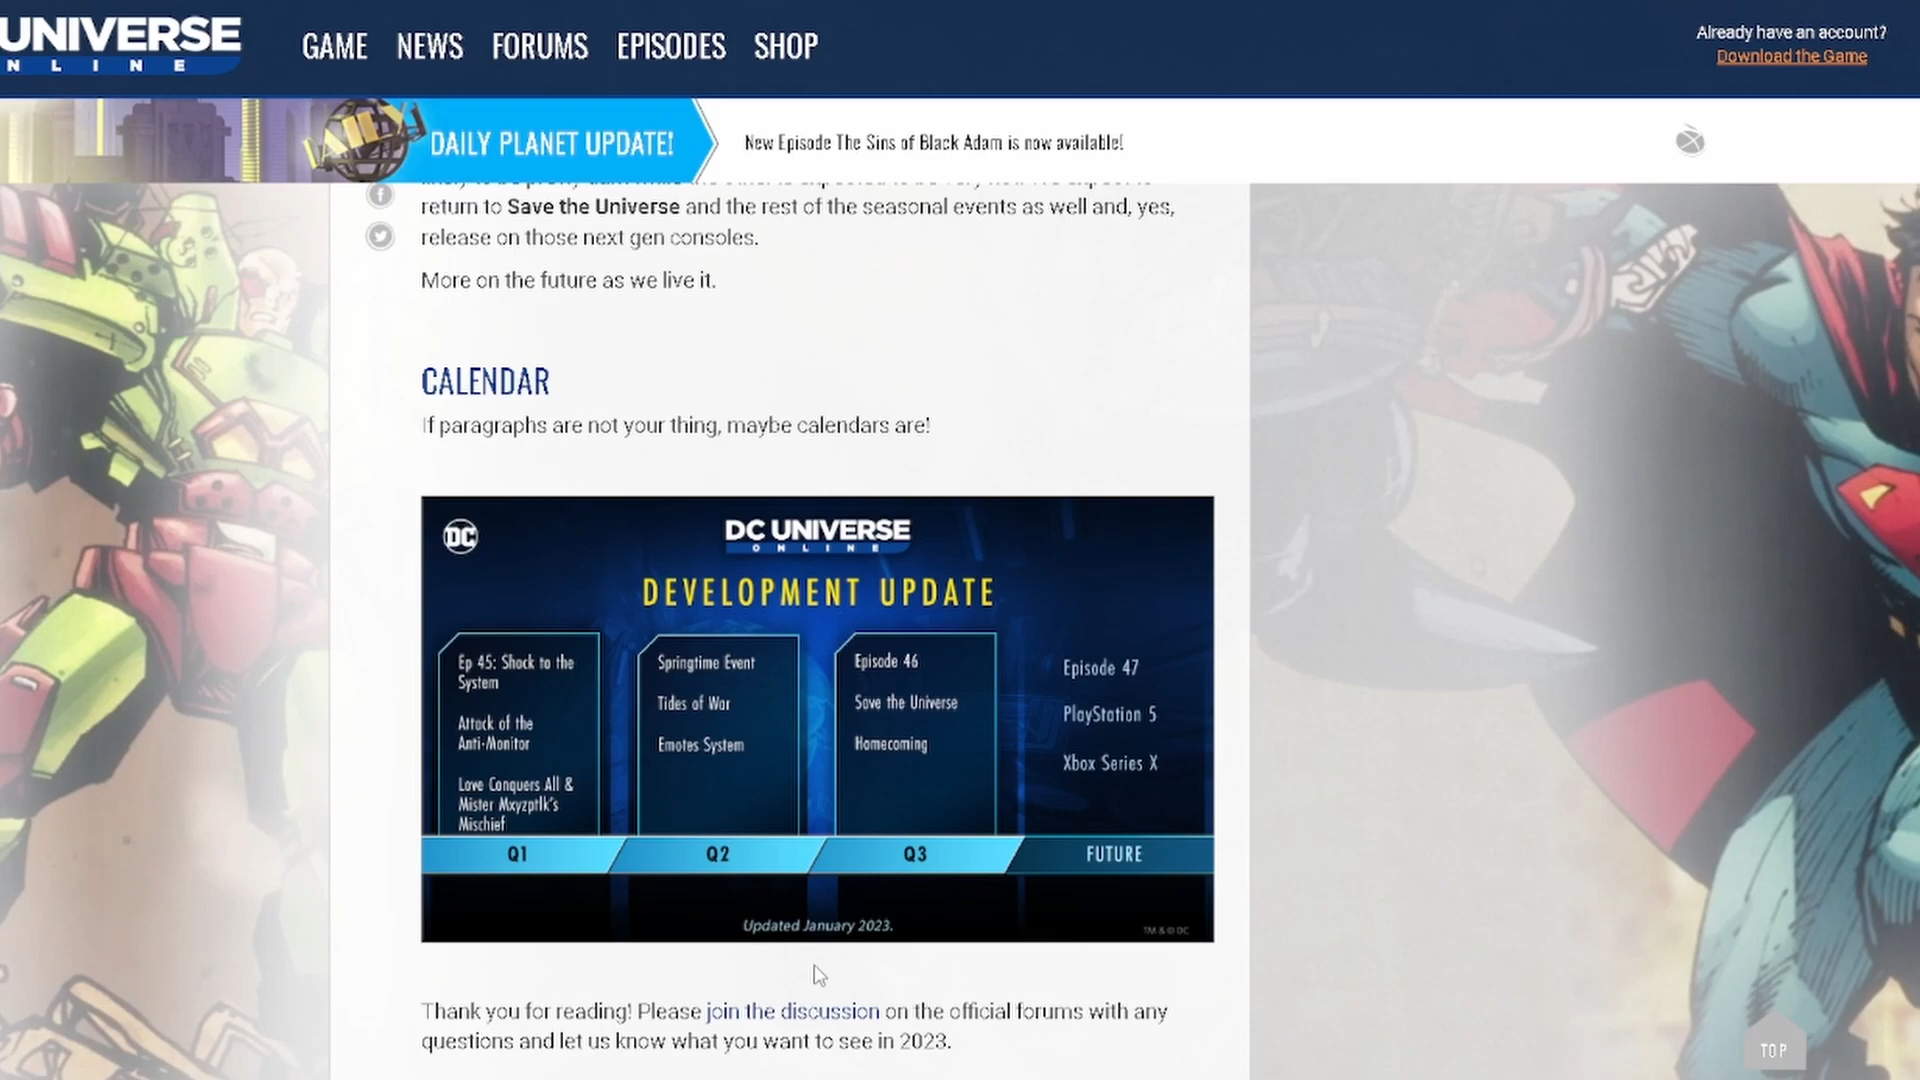 UNIVERSE
NLINE
GAME NEWS FORUMS EPISODES SHOP
Already have an account?
Download the Game
DAILY
DAILY PLANET UPDATE!
New Episode The Sins of Black Adam is now available!
return to Save the Universe and the rest of the seasonal events as well and, yes,
release on those next gen consoles.
More on the future as we live it.
CALENDAR
If paragraphs are not your thing, maybe calendars are!
DC
DC UNIVERSE
ONLINE
DEVELOPMENT UPDATE
Ep 45: Shock to the
System
Attack of the
Anti-Monitor
Love Conquers All &
Mister Mxyzptlk's
Mischief
Q1
Springtime Event
Tides of War
Emotes System
Q2
Episode 46
Save the Universe
Homecoming
Q3
Episode 47
PlayStation 5
Xbox Series X
FUTURE
Updated January 2023.
TM & © DC
Thank you for reading! Please join the discussion on the official forums with any
questions and let us know what you want to see in 2023.
TOP